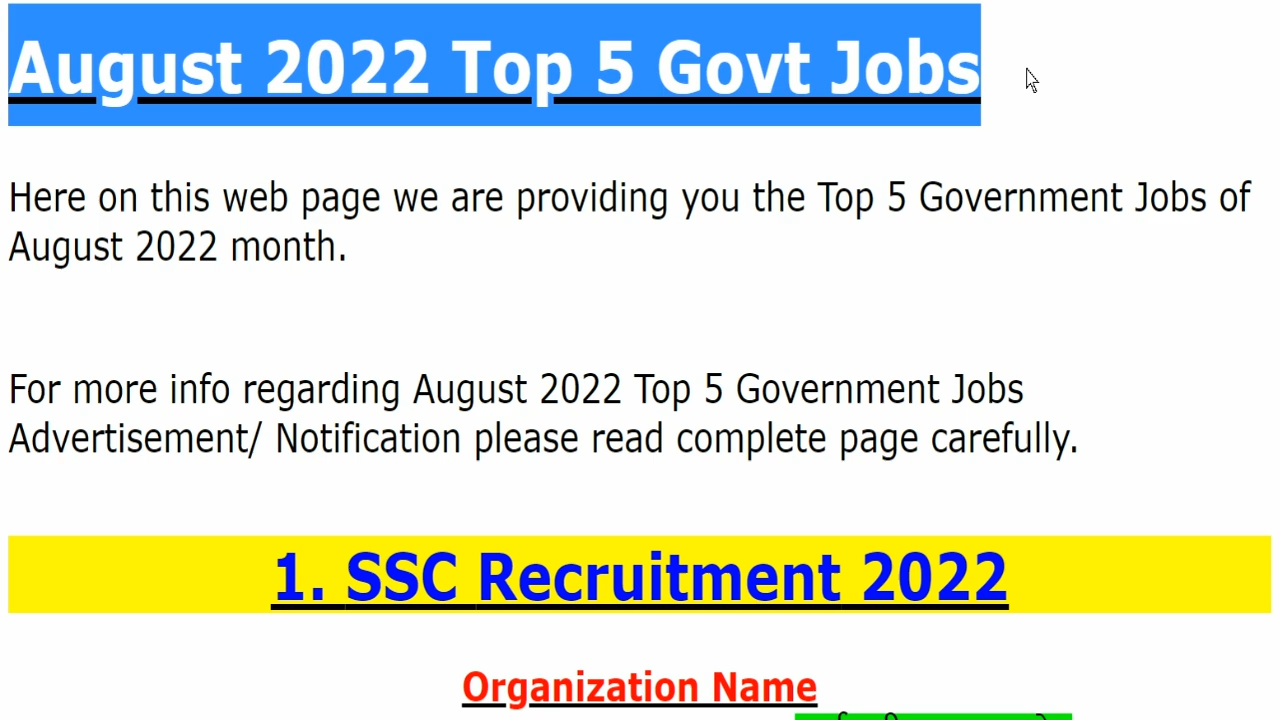 August 2022 Top 5 Govt Jobs
Here on this web page we are providing you the Top 5 Government Jobs of
August 2022 month.
For more info regarding August 2022 Top 5 Government Jobs
Advertisement/ Notification please read complete page carefully.
1. SSC Recruitment 2022
Organization Name